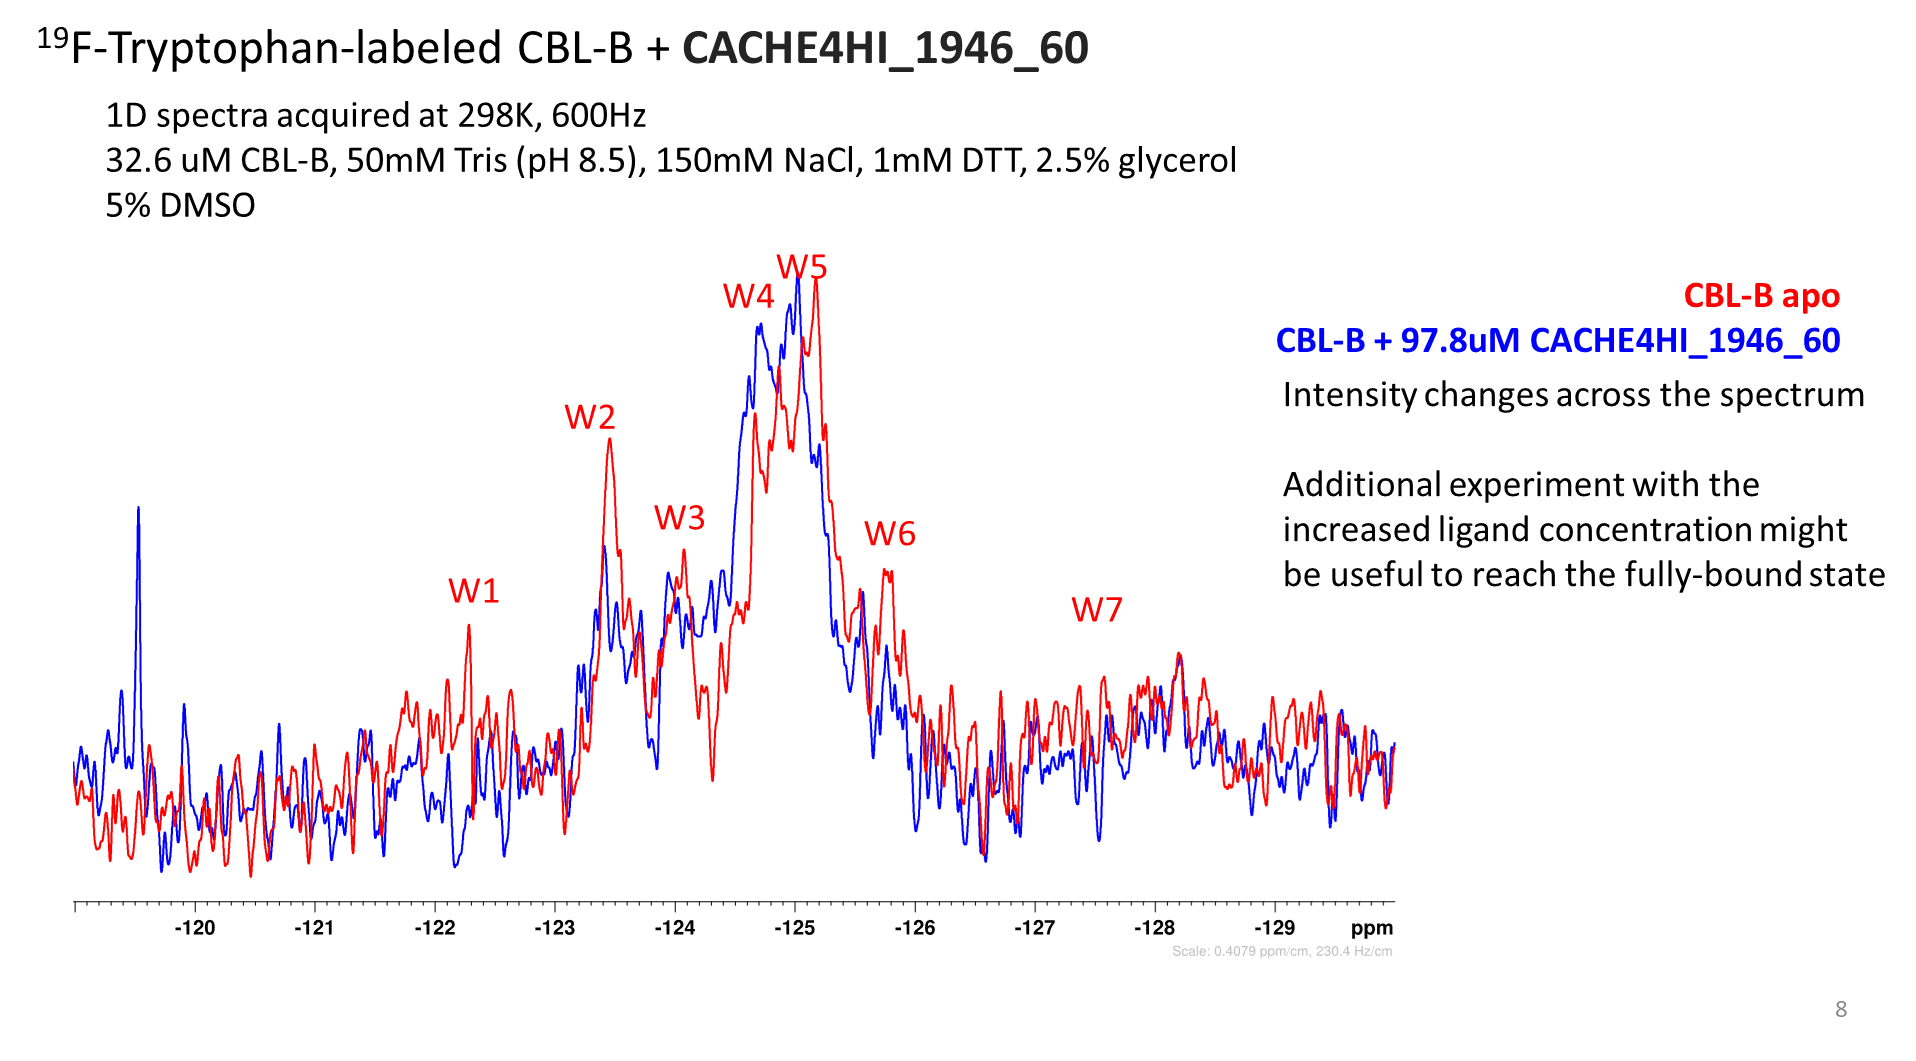 19F-Tryptophan-labeled CBL-B + CACHE4HI_1946_60
1D spectra acquired at 298K, 600Hz
32.6 uM CBL-B, 50mM Tris (pH 8.5), 150mM NaCl, 1mM DTT, 2.5% glycerol
5% DMSO
W5
W4
W2
W3
W6
W1
W7
CBL-B apo
CBL-B + 97.8uM CACHE4HI_1946_60
Intensity changes across the spectrum
Additional experiment with the
increased ligand concentration might
be useful to reach the fully-bound state
-120 -121 -122 -123 -124 -125 -126 -127 -128 -129 ppm
Scale: 0.4079 ppm/cm, 230.4 Hz/cm
8